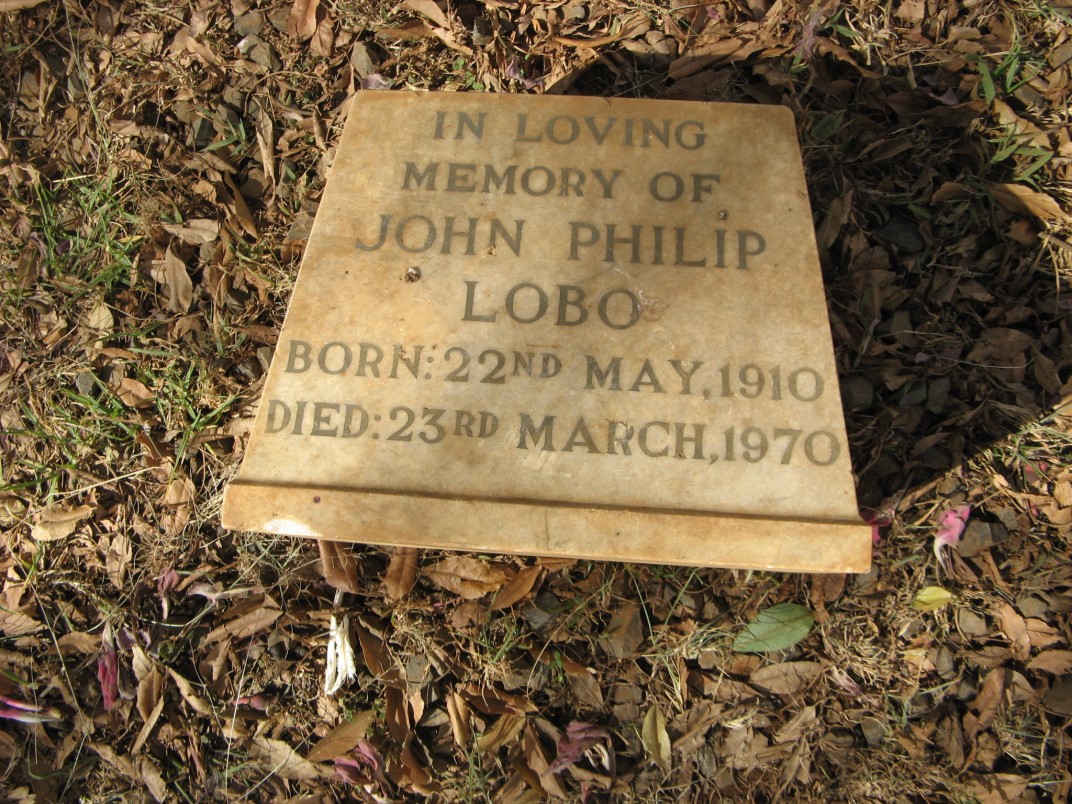 IN LOVING
MEMORY OF
JOHN PHILIP
LOBO
BORN: 22ND MAY, 1910
DIED: 23RD MARCH, 1970